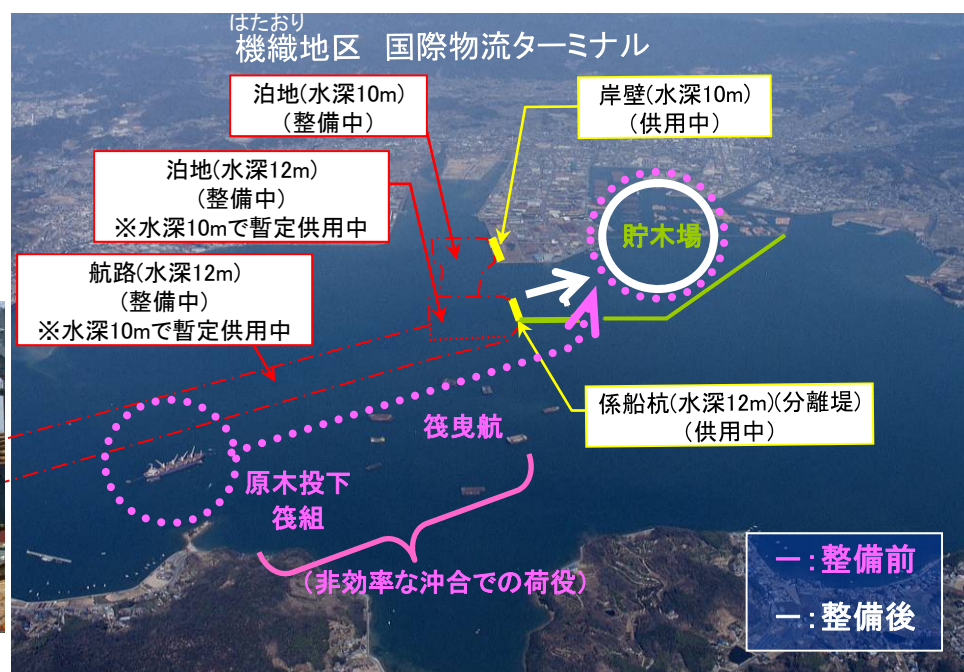 はたおり
機織地区 国際物流ターミナル
泊地(水深10m)
(整備中)
岸壁(水深10m)
(供用中)
泊地(水深12m)
(整備中)
※水深10mで暫定供用中
貯木場
航路(水深12m)
(整備中)
※水深10mで暫定供用中
係船杭(水深12m)(分離堤)
(供用中)
筏曳航
原木投下
筏組
(非効率な沖合での荷役)
ー:整備前
ー:整備後